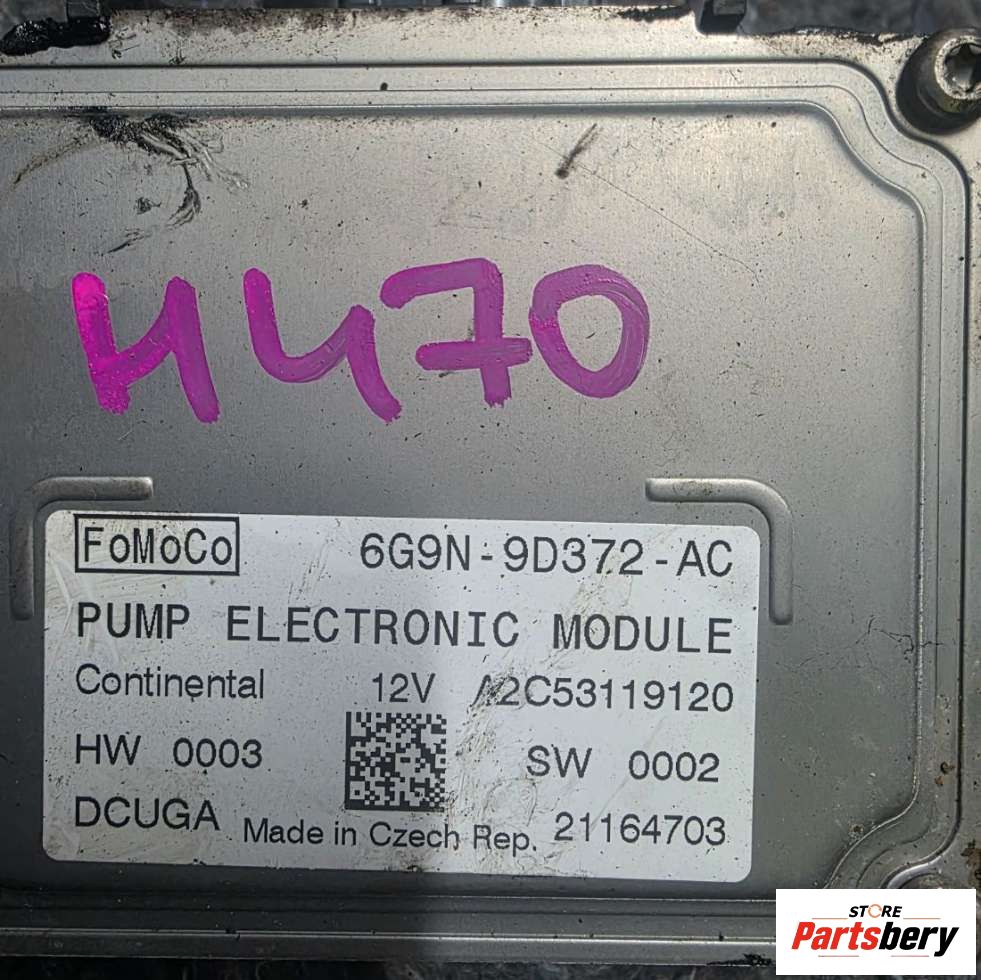 H470
FoMoCo 6G9N-9D372-AC
PUMP ELECTRONIC MODULE
Continental 12V A2C53119120
HW 0003 SW 0002
DCUGA Made in Czech Rep. 21164703
STORE
Partsbery